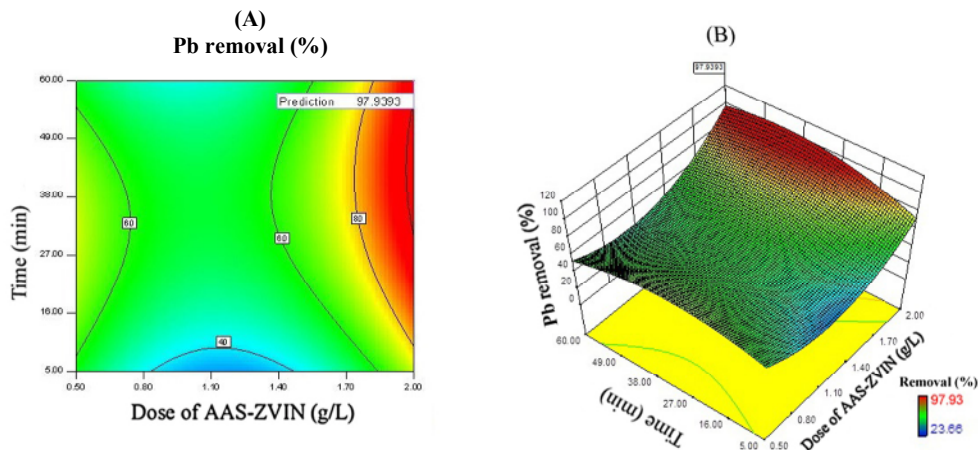 (A)
Pb removal (%)
Prediction 97.9393
60.00
49.00
38.00
27.00
16.00
5.00
Time (min)
60
60
80
40
0.50 0.80 1.10 1.40 1.70 2.00
Dose of AAS-ZVIN (g/L)
(B)
97.9393
Pb removal (%)
120
100
80
60
40
20
0
60.00
49.00
38.00
27.00
16.00
5.00
Time (min)
2.00
1.70
1.40
1.10
0.80
0.50
Dose of AAS-ZVIN (g/L)
Removal (%)
97.93
23.66